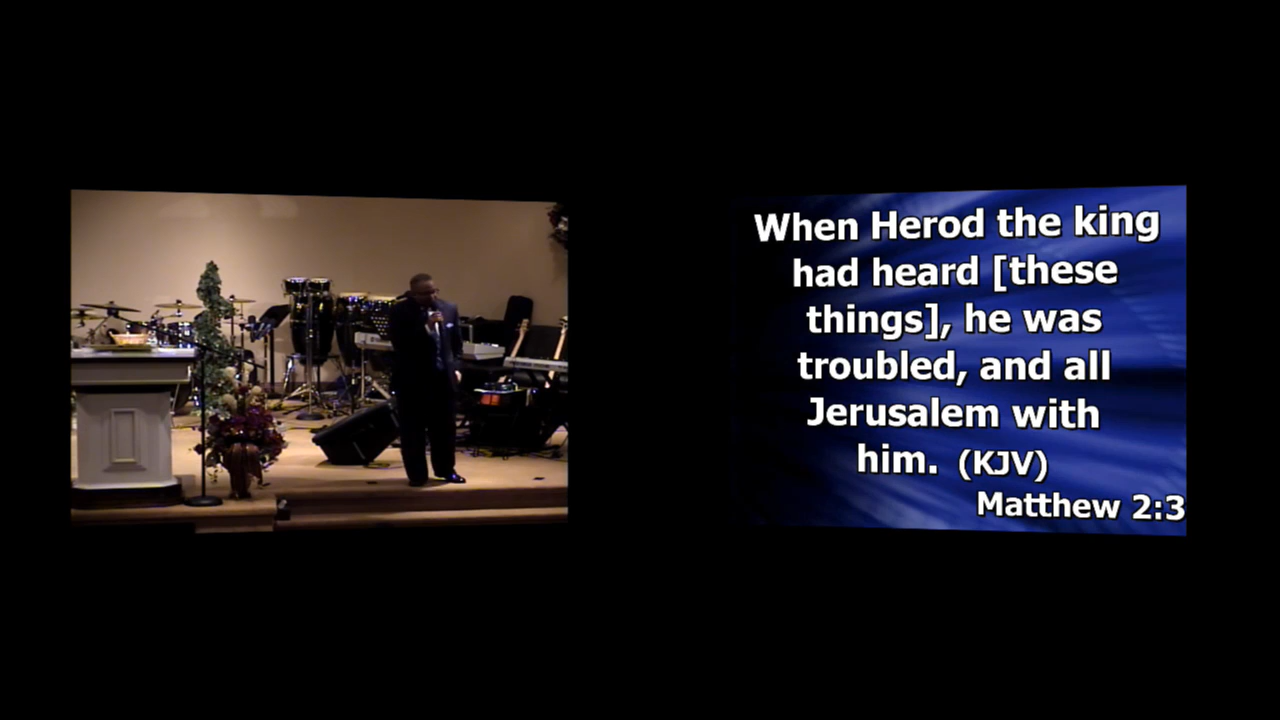 When Herod the king
had heard [these
things], he was
troubled, and all
Jerusalem with
him. (KJV)
Matthew 2:3